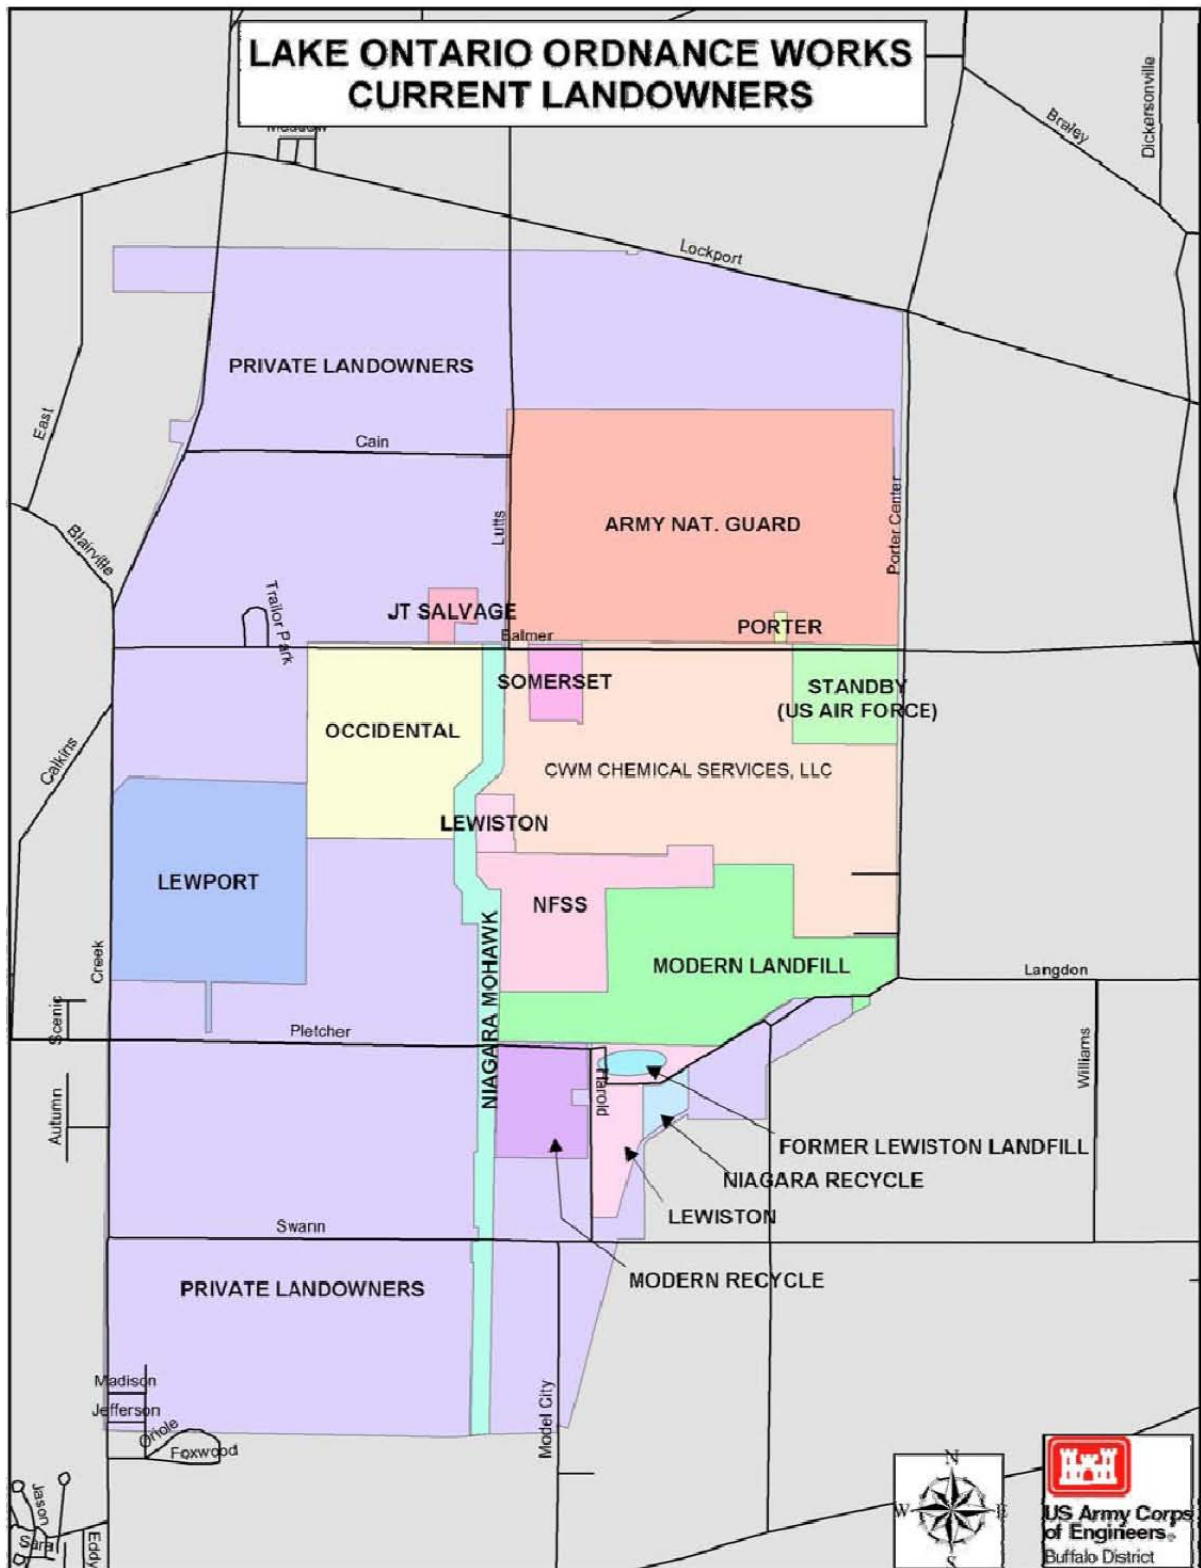 LAKE ONTARIO ORDNANCE WORKS
CURRENT LANDOWNERS
Dickersonville
Braley
Lockport
PRIVATE LANDOWNERS
East
Cain
Lutts
ARMY NAT. GUARD
Porter Center
Blairville
Trailor Park
JT SALVAGE
Balmer
PORTER
SOMERSET
STANDBY
(US AIR FORCE)
OCCIDENTAL
Calkins
CWM CHEMICAL SERVICES, LLC
LEWISTON
LEWPORT
NFSS
NIAGARA MOHAWK
Creek
MODERN LANDFILL
Langdon
Scenic
Pletcher
Williams
Harold
Autumn
FORMER LEWISTON LANDFILL
NIAGARA RECYCLE
LEWISTON
Swann
MODERN RECYCLE
PRIVATE LANDOWNERS
Madison
Jefferson
Oriole
Foxwood
Model City
Jason
Sara
Eddy
N
W E
S
US Army Corps
of Engineers
Buffalo District